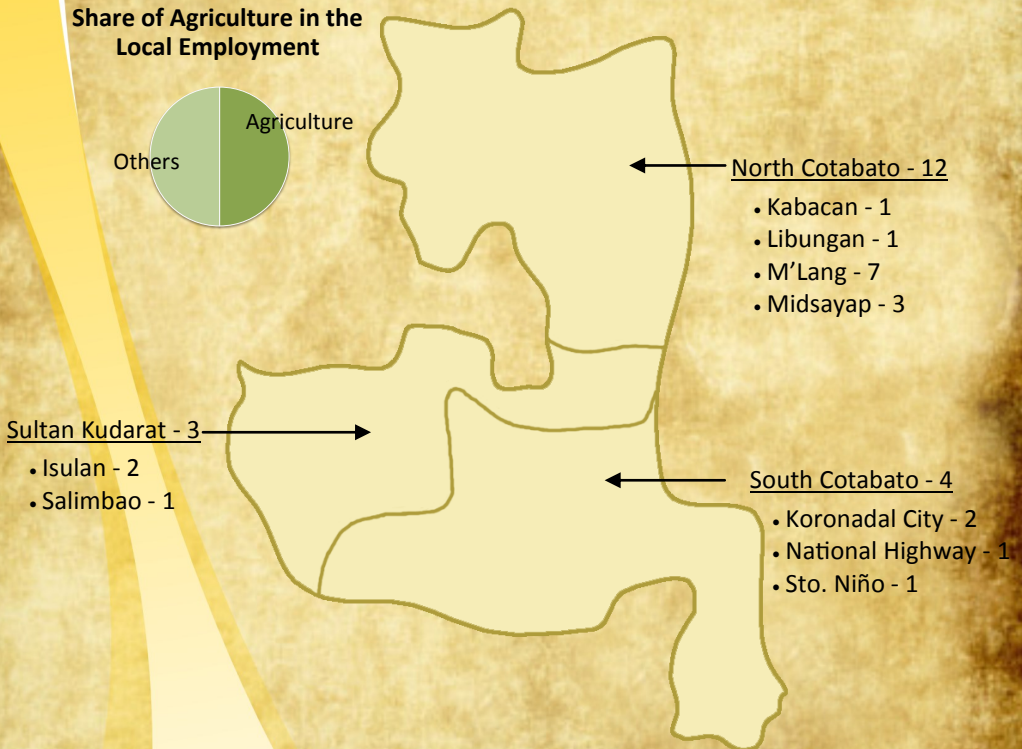 Share of Agriculture in the
Local Employment
Agriculture
Others
North Cotabato - 12
• Kabacan - 1
• Libungan - 1
• M’Lang - 7
• Midsayap - 3
Sultan Kudarat - 3
• Isulan - 2
• Salimbao - 1
South Cotabato - 4
• Koronadal City - 2
• National Highway - 1
• Sto. Niño - 1